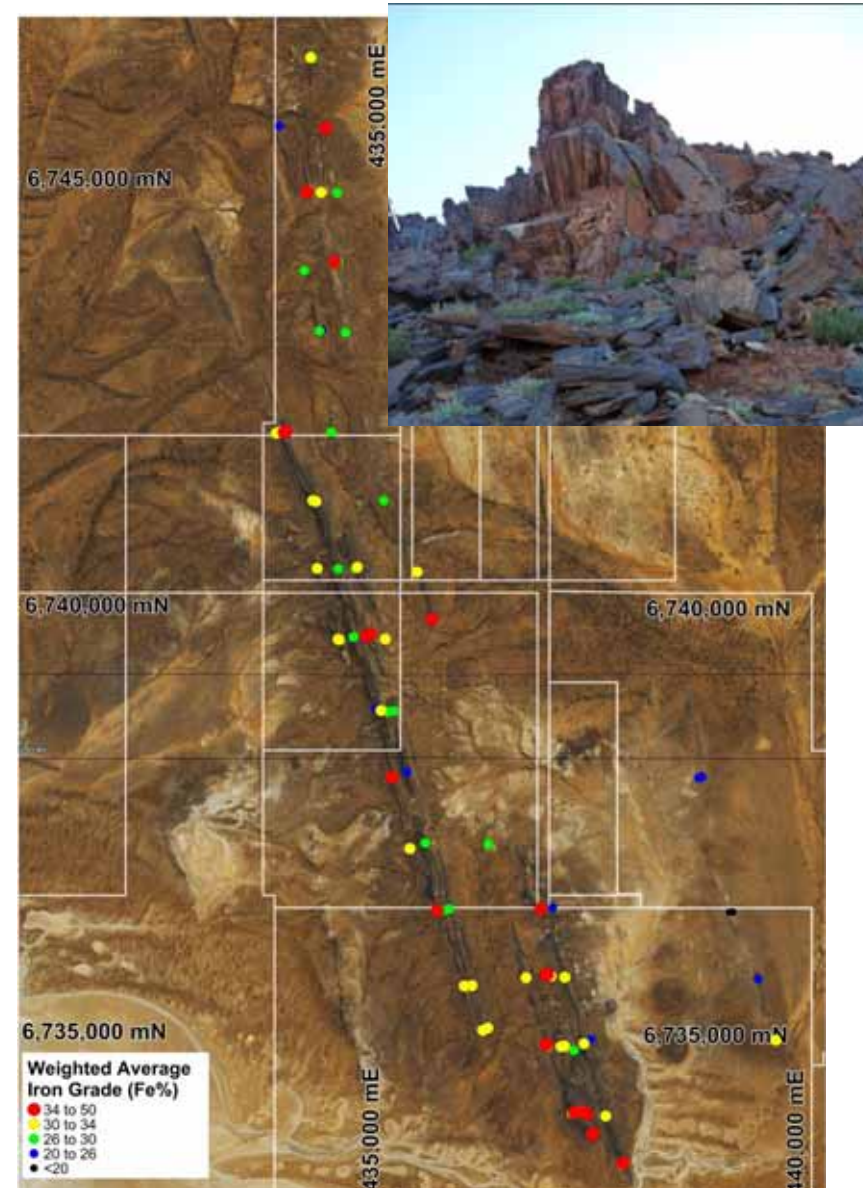 435,000 mE
6,745,000 mN
6,740,000 mN
6,740,000 mN
6,735,000 mN
6,735,000 mN
Weighted Average
Iron Grade (Fe%)
34 to 50
30 to 34
26 to 30
20 to 26
<20
435,000 mE
440,000 mE